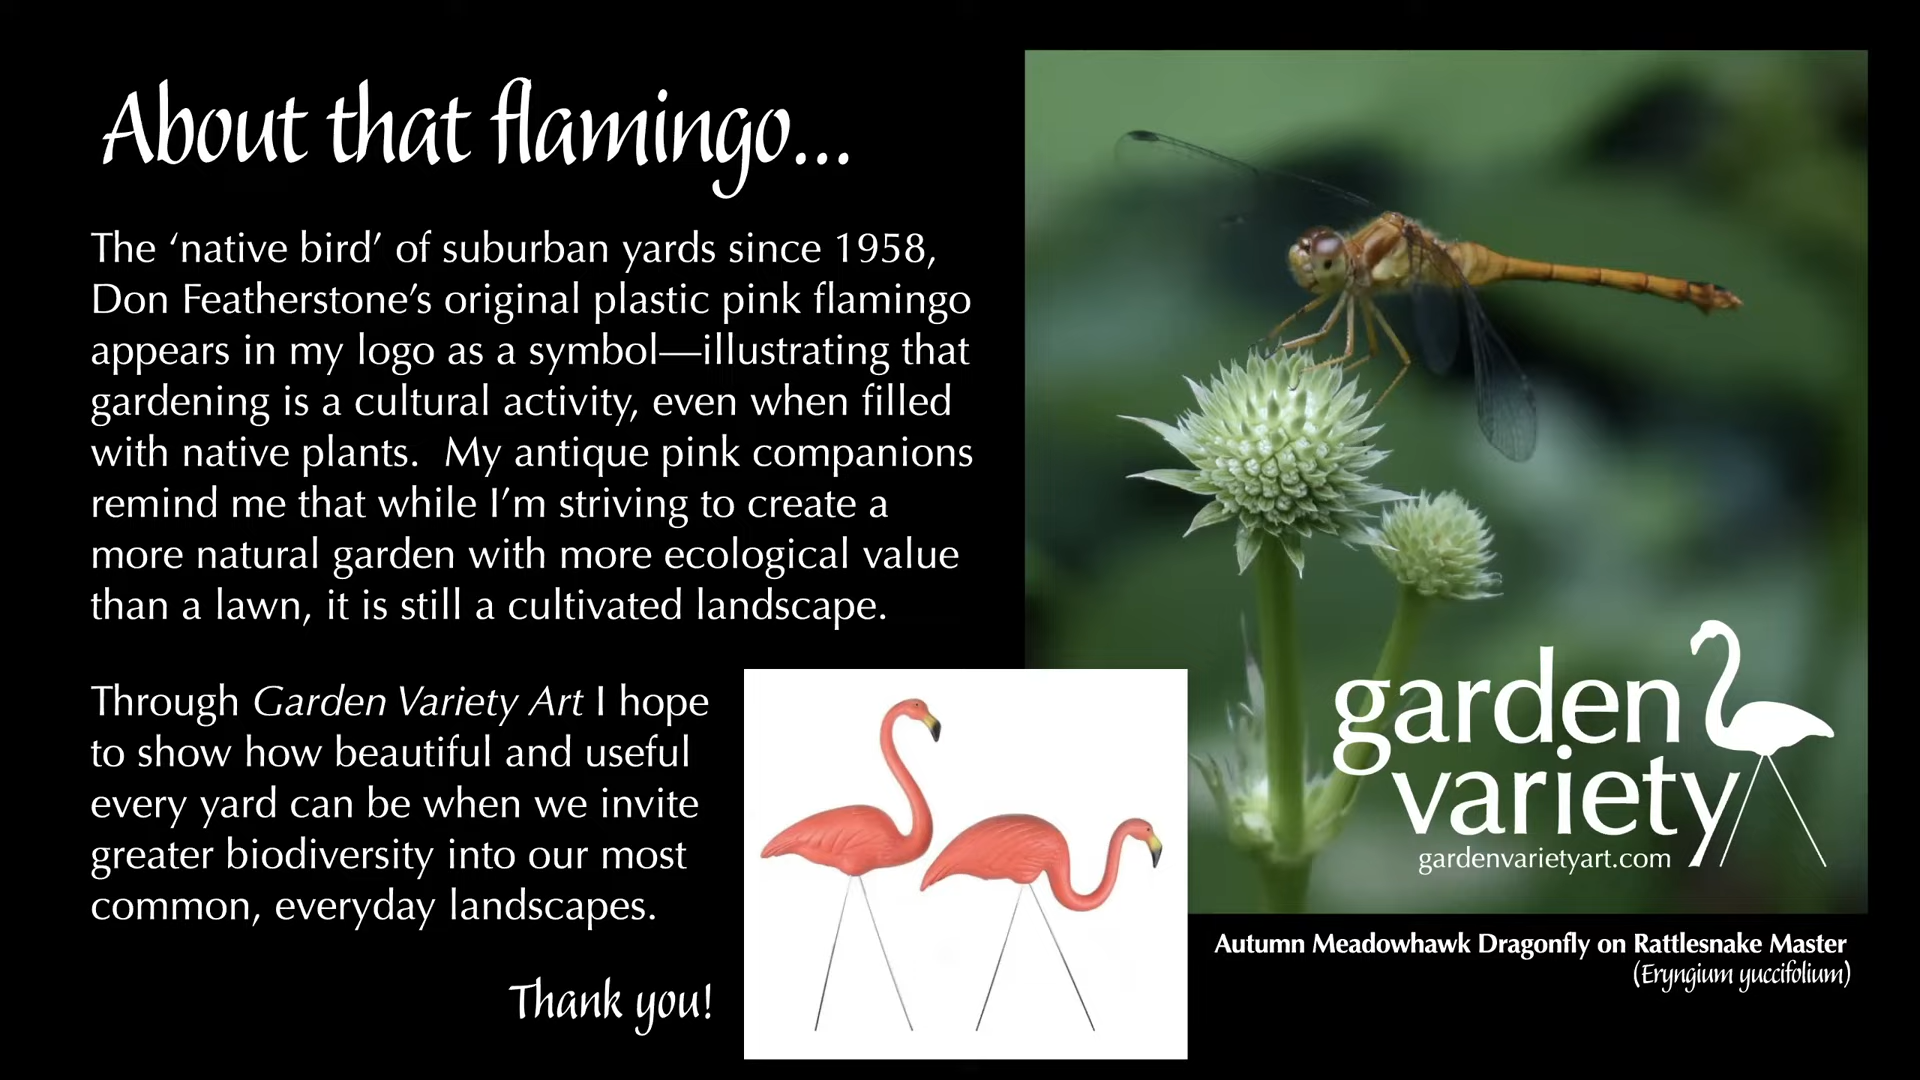 About that flamingo...
The ‘native bird’ of suburban yards since 1958,
Don Featherstone’s original plastic pink flamingo
appears in my logo as a symbol—illustrating that
gardening is a cultural activity, even when filled
with native plants.  My antique pink companions
remind me that while I’m striving to create a
more natural garden with more ecological value
than a lawn, it is still a cultivated landscape.
Through Garden Variety Art I hope
to show how beautiful and useful
every yard can be when we invite
greater biodiversity into our most
common, everyday landscapes.
Thank you!
garden
variety
gardenvarietyart.com
Autumn Meadowhawk Dragonfly on Rattlesnake Master
(Eryngium yuccifolium)